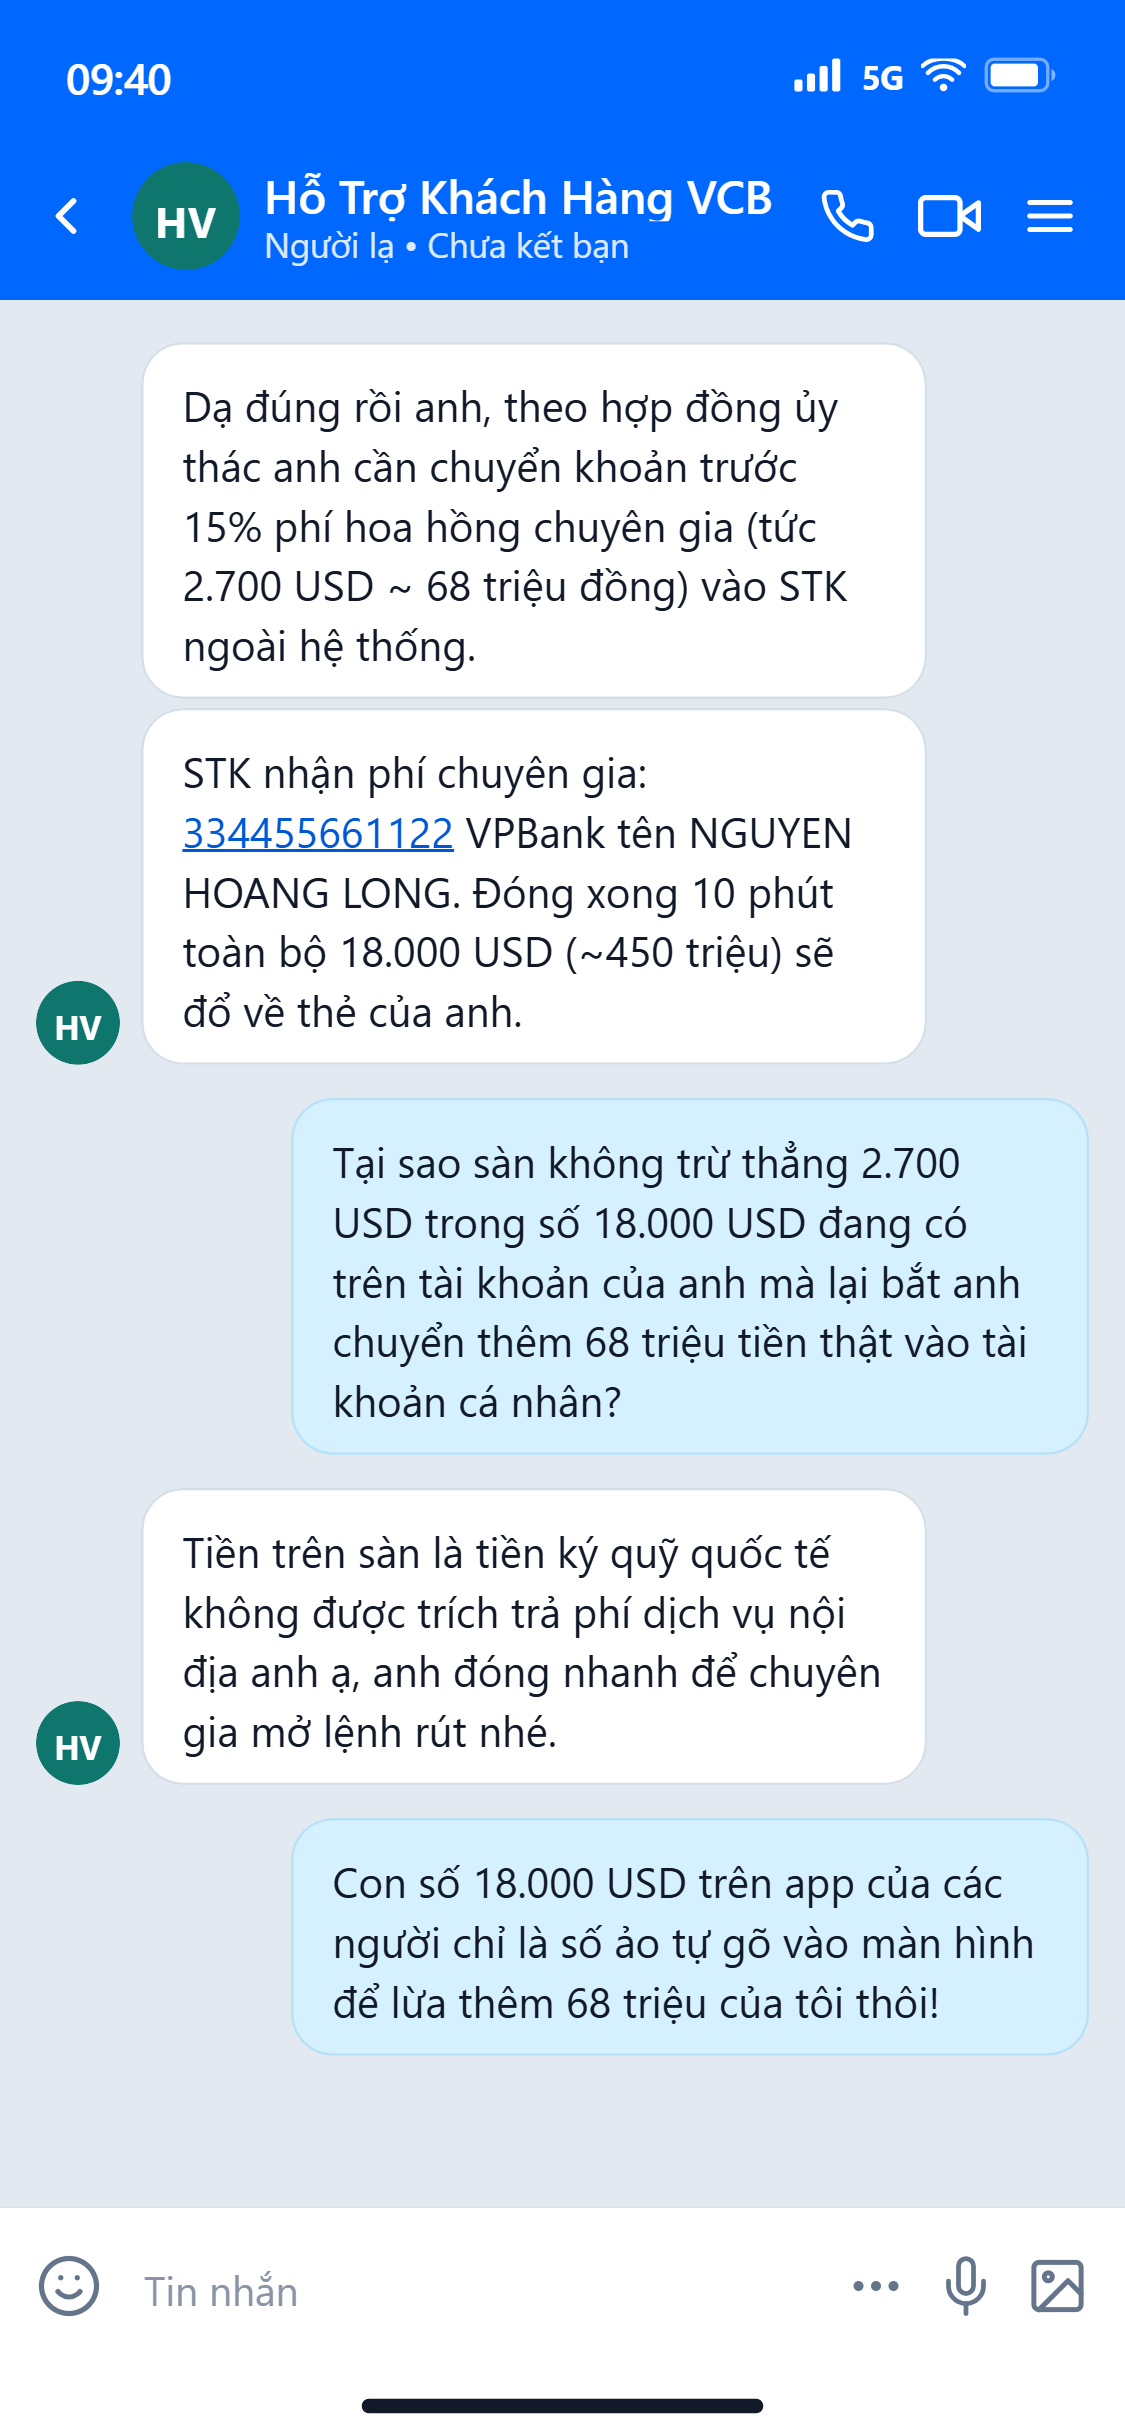 09:40
5G
HV
Hỗ Trợ Khách Hàng VCB
Người lạ • Chưa kết bạn
Dạ đúng rồi anh, theo hợp đồng ủy
thác anh cần chuyển khoản trước
15% phí hoa hồng chuyên gia (tức
2.700 USD ~ 68 triệu đồng) vào STK
ngoài hệ thống.
STK nhận phí chuyên gia:
334455661122 VPBank tên NGUYEN
HOANG LONG. Đóng xong 10 phút
toàn bộ 18.000 USD (~450 triệu) sẽ
đổ về thẻ của anh.
HV
Tại sao sàn không trừ thẳng 2.700
USD trong số 18.000 USD đang có
trên tài khoản của anh mà lại bắt anh
chuyển thêm 68 triệu tiền thật vào tài
khoản cá nhân?
Tiền trên sàn là tiền ký quỹ quốc tế
không được trích trả phí dịch vụ nội
địa anh ạ, anh đóng nhanh để chuyên
gia mở lệnh rút nhé.
HV
Con số 18.000 USD trên app của các
người chỉ là số ảo tự gõ vào màn hình
để lừa thêm 68 triệu của tôi thôi!
Tin nhắn